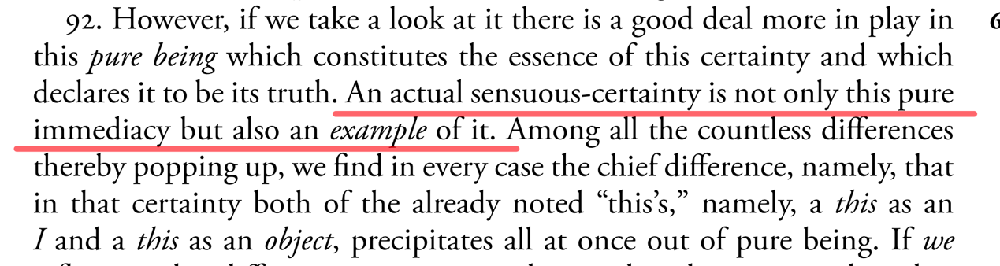 92. However, if we take a look at it there is a good deal more in play in
this pure being which constitutes the essence of this certainty and which
declares it to be its truth. An actual sensuous-certainty is not only this pure
immediacy but also an example of it. Among all the countless differences
thereby popping up, we find in every case the chief difference, namely, that
in that certainty both of the already noted “this’s,” namely, a this as an
I and a this as an object, precipitates all at once out of pure being. If we